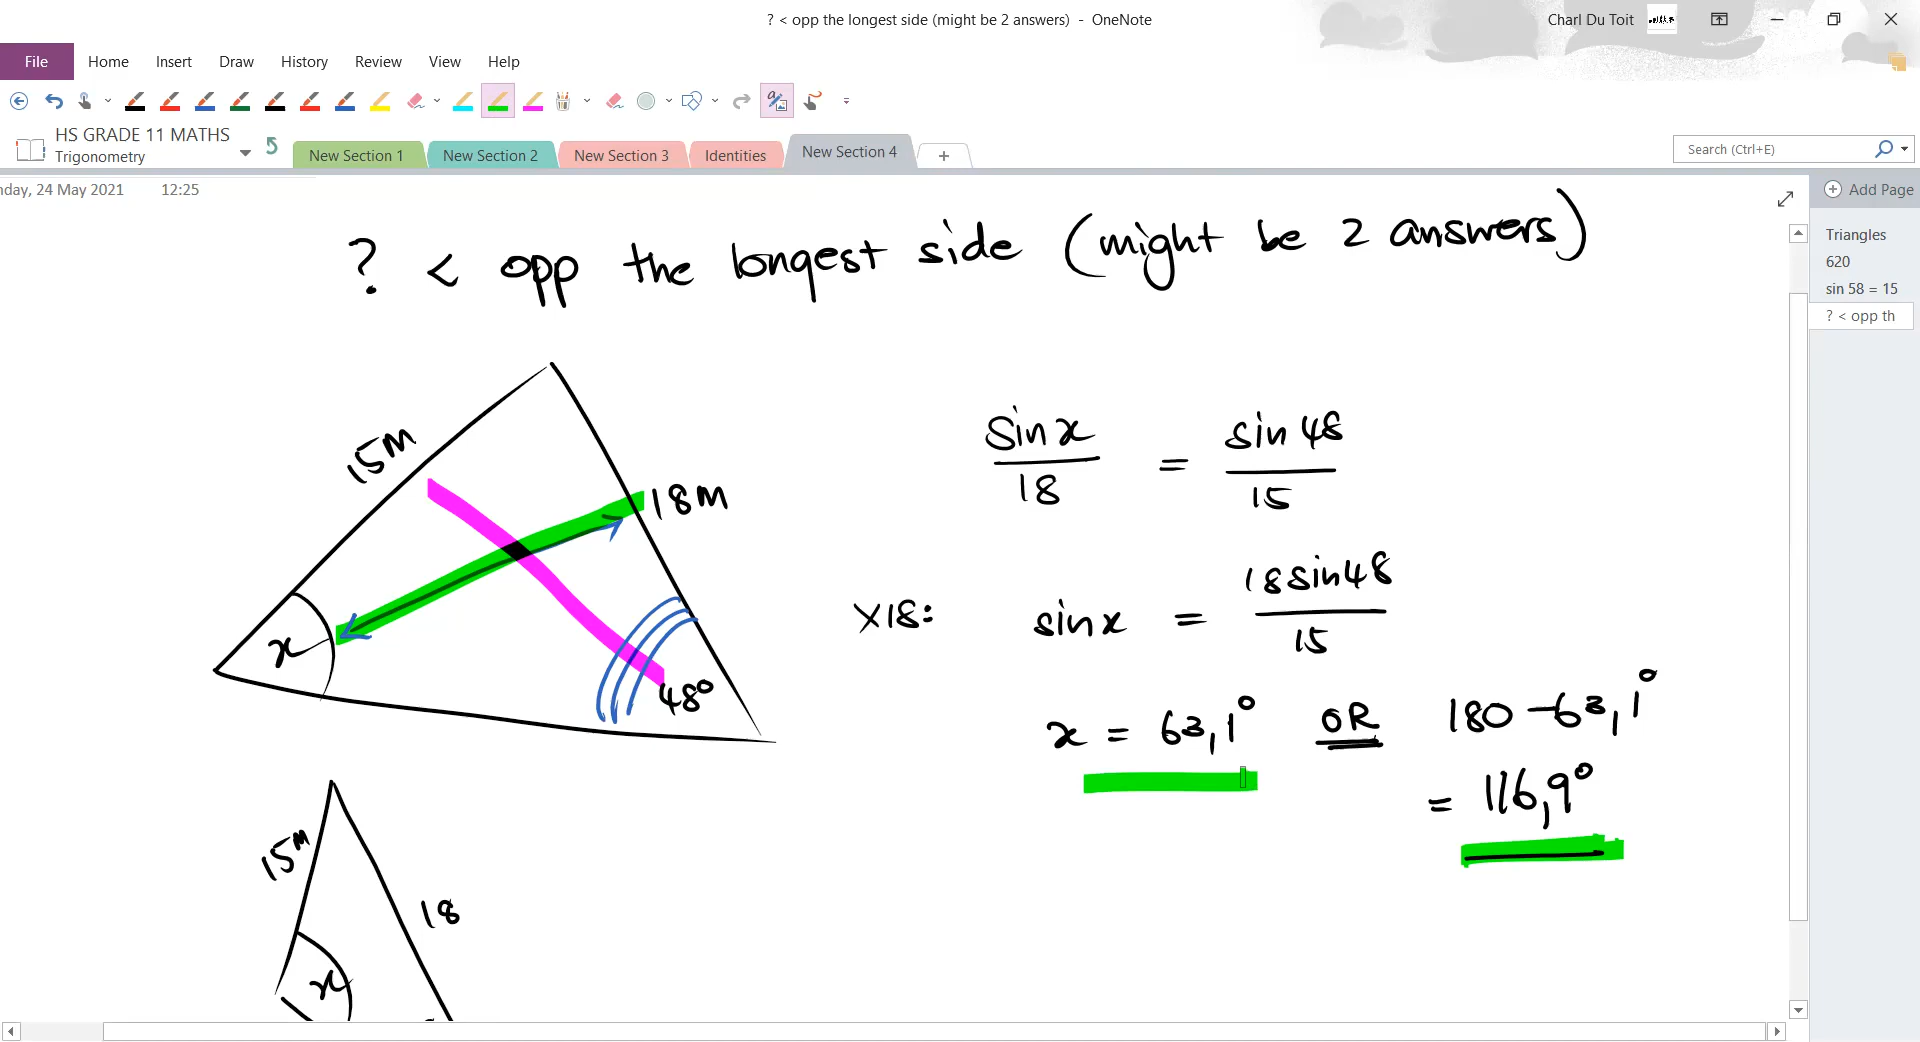 ? < opp the longest side (might be 2 answers) - OneNote
Charl Du Toit
File Home Insert Draw History Review View Help
HS GRADE 11 MATHS
Trigonometry
New Section 1 New Section 2 New Section 3 Identities New Section 4 +
Search (Ctrl+E)
nday, 24 May 2021 12:25
Add Page
Triangles
620
sin 58 = 15
? < opp th
? < opp the longest side (might be 2 answers)
15m
18m
x
48°
sin x / 18 = sin 48 / 15
×18: sin x = 18 sin 48 / 15
x = 63,1° OR 180 - 63,1°
= 116,9°
15m
18
x